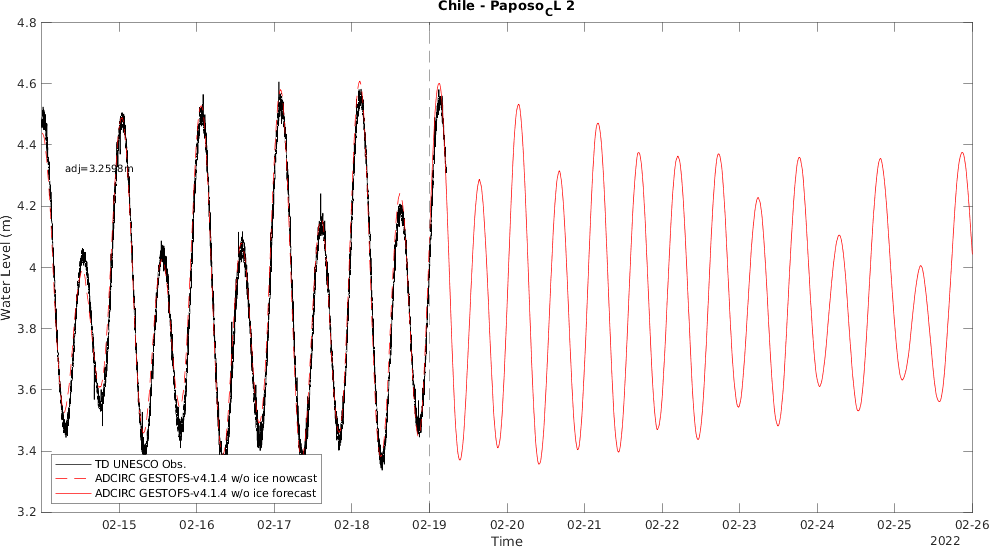 Chile - Paposo_CL 2
4.8
4.6
4.4
4.2
4
3.8
3.6
3.4
3.2
Water Level (m)
adj=3.2598m
TD UNESCO Obs.
ADCIRC GESTOFS-v4.1.4 w/o ice nowcast
ADCIRC GESTOFS-v4.1.4 w/o ice forecast
02-15 02-16 02-17 02-18 02-19 02-20 02-21 02-22 02-23 02-24 02-25 02-26
Time
2022